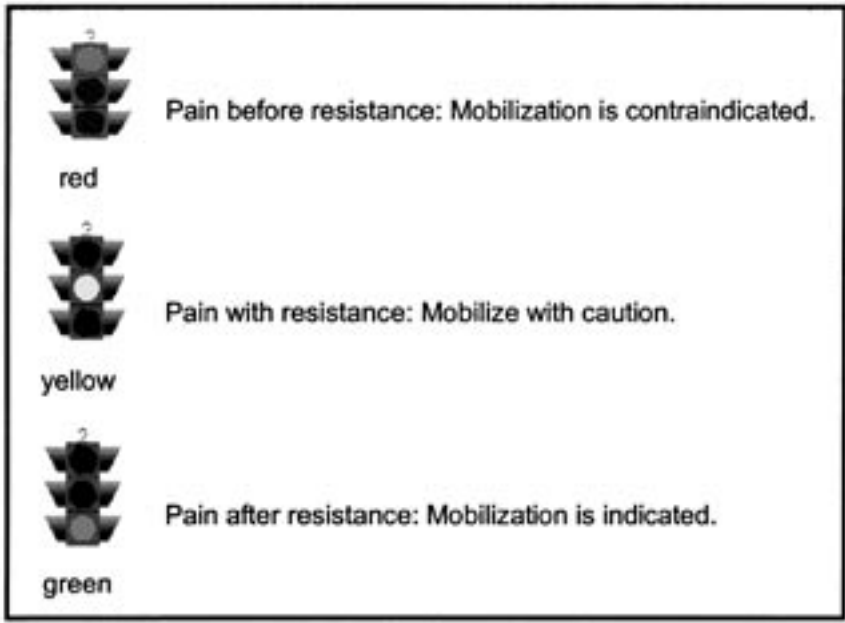 Pain before resistance: Mobilization is contraindicated.
red
Pain with resistance: Mobilize with caution.
yellow
Pain after resistance: Mobilization is indicated.
green